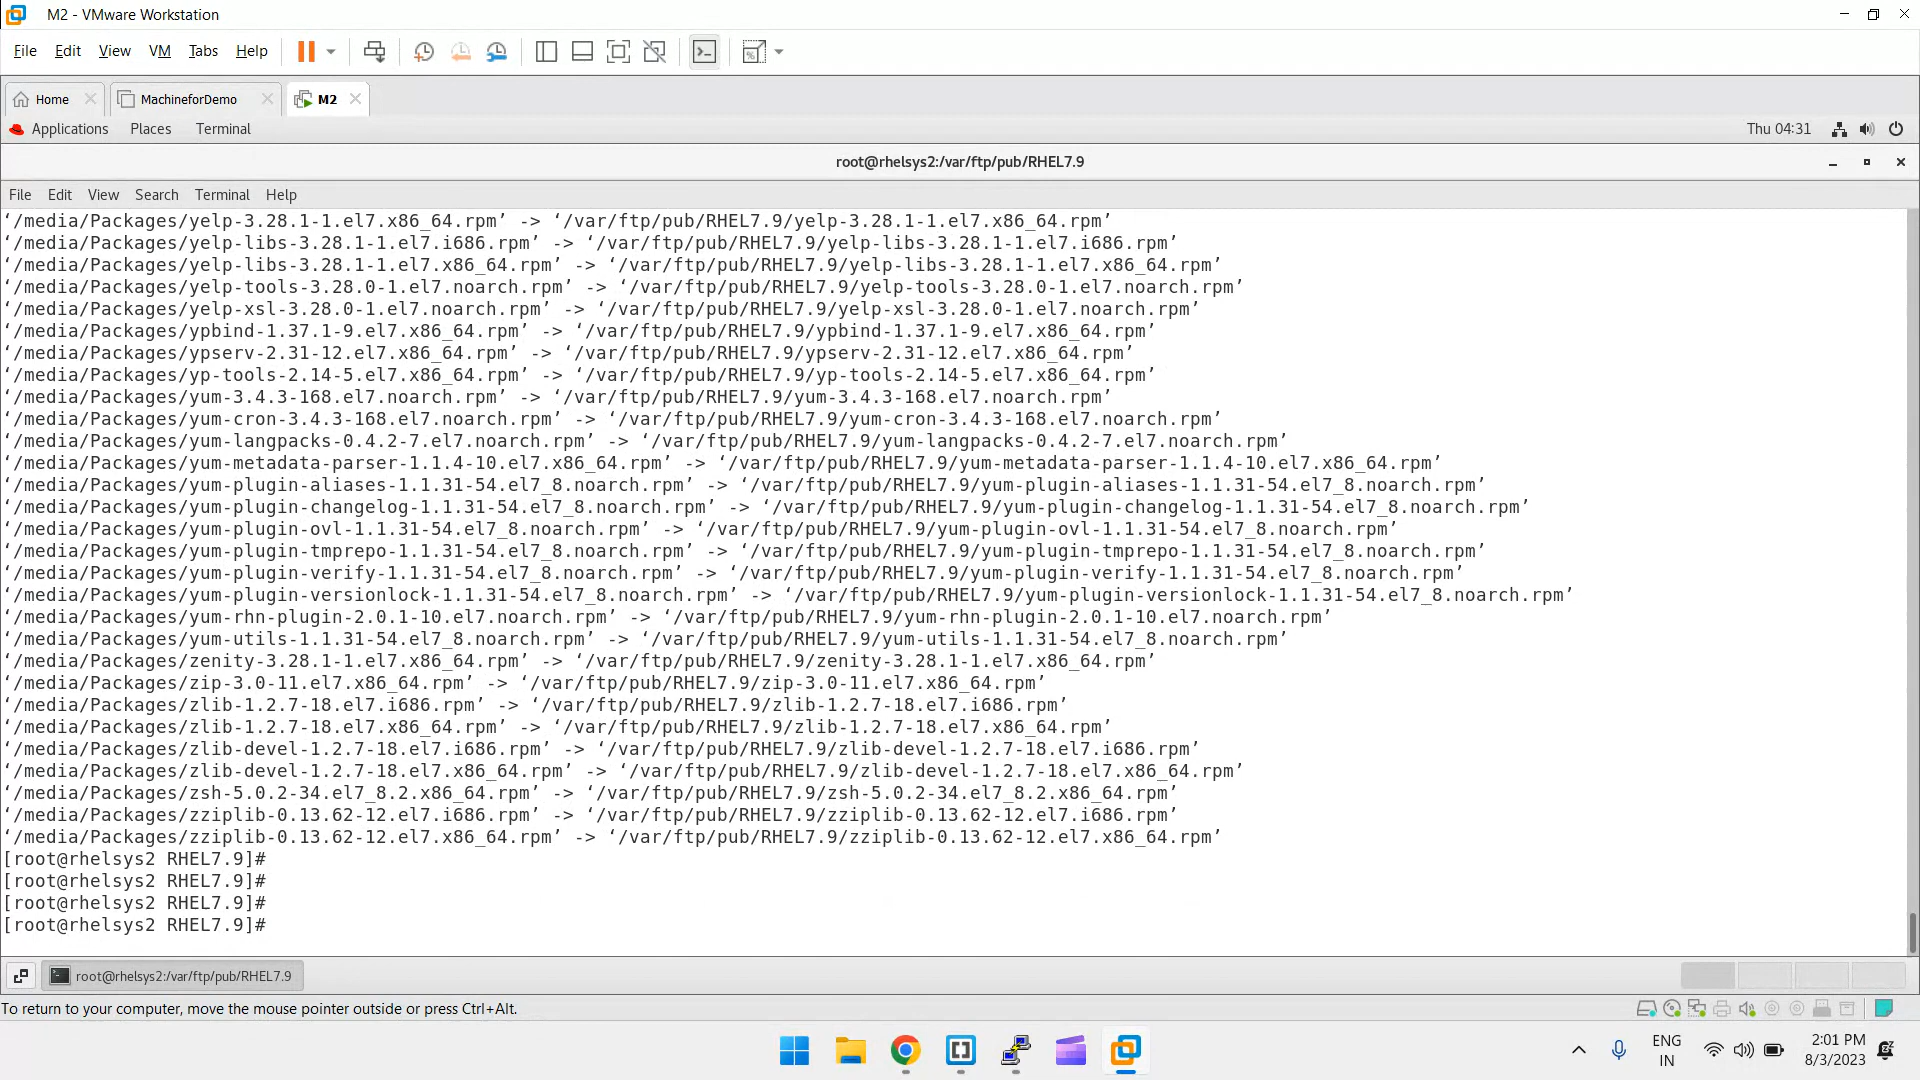 M2 - VMware Workstation
File Edit View VM Tabs Help
Home MachineforDemo M2
Applications Places Terminal Thu 04:31
root@rhelsys2:/var/ftp/pub/RHEL7.9
File Edit View Search Terminal Help
‘/media/Packages/yelp-3.28.1-1.el7.x86_64.rpm’ -> ‘/var/ftp/pub/RHEL7.9/yelp-3.28.1-1.el7.x86_64.rpm’
‘/media/Packages/yelp-libs-3.28.1-1.el7.i686.rpm’ -> ‘/var/ftp/pub/RHEL7.9/yelp-libs-3.28.1-1.el7.i686.rpm’
‘/media/Packages/yelp-libs-3.28.1-1.el7.x86_64.rpm’ -> ‘/var/ftp/pub/RHEL7.9/yelp-libs-3.28.1-1.el7.x86_64.rpm’
‘/media/Packages/yelp-tools-3.28.0-1.el7.noarch.rpm’ -> ‘/var/ftp/pub/RHEL7.9/yelp-tools-3.28.0-1.el7.noarch.rpm’
‘/media/Packages/yelp-xsl-3.28.0-1.el7.noarch.rpm’ -> ‘/var/ftp/pub/RHEL7.9/yelp-xsl-3.28.0-1.el7.noarch.rpm’
‘/media/Packages/ypbind-1.37.1-9.el7.x86_64.rpm’ -> ‘/var/ftp/pub/RHEL7.9/ypbind-1.37.1-9.el7.x86_64.rpm’
‘/media/Packages/ypserv-2.31-12.el7.x86_64.rpm’ -> ‘/var/ftp/pub/RHEL7.9/ypserv-2.31-12.el7.x86_64.rpm’
‘/media/Packages/yp-tools-2.14-5.el7.x86_64.rpm’ -> ‘/var/ftp/pub/RHEL7.9/yp-tools-2.14-5.el7.x86_64.rpm’
‘/media/Packages/yum-3.4.3-168.el7.noarch.rpm’ -> ‘/var/ftp/pub/RHEL7.9/yum-3.4.3-168.el7.noarch.rpm’
‘/media/Packages/yum-cron-3.4.3-168.el7.noarch.rpm’ -> ‘/var/ftp/pub/RHEL7.9/yum-cron-3.4.3-168.el7.noarch.rpm’
‘/media/Packages/yum-langpacks-0.4.2-7.el7.noarch.rpm’ -> ‘/var/ftp/pub/RHEL7.9/yum-langpacks-0.4.2-7.el7.noarch.rpm’
‘/media/Packages/yum-metadata-parser-1.1.4-10.el7.x86_64.rpm’ -> ‘/var/ftp/pub/RHEL7.9/yum-metadata-parser-1.1.4-10.el7.x86_64.rpm’
‘/media/Packages/yum-plugin-aliases-1.1.31-54.el7_8.noarch.rpm’ -> ‘/var/ftp/pub/RHEL7.9/yum-plugin-aliases-1.1.31-54.el7_8.noarch.rpm’
‘/media/Packages/yum-plugin-changelog-1.1.31-54.el7_8.noarch.rpm’ -> ‘/var/ftp/pub/RHEL7.9/yum-plugin-changelog-1.1.31-54.el7_8.noarch.rpm’
‘/media/Packages/yum-plugin-ovl-1.1.31-54.el7_8.noarch.rpm’ -> ‘/var/ftp/pub/RHEL7.9/yum-plugin-ovl-1.1.31-54.el7_8.noarch.rpm’
‘/media/Packages/yum-plugin-tmprepo-1.1.31-54.el7_8.noarch.rpm’ -> ‘/var/ftp/pub/RHEL7.9/yum-plugin-tmprepo-1.1.31-54.el7_8.noarch.rpm’
‘/media/Packages/yum-plugin-verify-1.1.31-54.el7_8.noarch.rpm’ -> ‘/var/ftp/pub/RHEL7.9/yum-plugin-verify-1.1.31-54.el7_8.noarch.rpm’
‘/media/Packages/yum-plugin-versionlock-1.1.31-54.el7_8.noarch.rpm’ -> ‘/var/ftp/pub/RHEL7.9/yum-plugin-versionlock-1.1.31-54.el7_8.noarch.rpm’
‘/media/Packages/yum-rhn-plugin-2.0.1-10.el7.noarch.rpm’ -> ‘/var/ftp/pub/RHEL7.9/yum-rhn-plugin-2.0.1-10.el7.noarch.rpm’
‘/media/Packages/yum-utils-1.1.31-54.el7_8.noarch.rpm’ -> ‘/var/ftp/pub/RHEL7.9/yum-utils-1.1.31-54.el7_8.noarch.rpm’
‘/media/Packages/zenity-3.28.1-1.el7.x86_64.rpm’ -> ‘/var/ftp/pub/RHEL7.9/zenity-3.28.1-1.el7.x86_64.rpm’
‘/media/Packages/zip-3.0-11.el7.x86_64.rpm’ -> ‘/var/ftp/pub/RHEL7.9/zip-3.0-11.el7.x86_64.rpm’
‘/media/Packages/zlib-1.2.7-18.el7.i686.rpm’ -> ‘/var/ftp/pub/RHEL7.9/zlib-1.2.7-18.el7.i686.rpm’
‘/media/Packages/zlib-1.2.7-18.el7.x86_64.rpm’ -> ‘/var/ftp/pub/RHEL7.9/zlib-1.2.7-18.el7.x86_64.rpm’
‘/media/Packages/zlib-devel-1.2.7-18.el7.i686.rpm’ -> ‘/var/ftp/pub/RHEL7.9/zlib-devel-1.2.7-18.el7.i686.rpm’
‘/media/Packages/zlib-devel-1.2.7-18.el7.x86_64.rpm’ -> ‘/var/ftp/pub/RHEL7.9/zlib-devel-1.2.7-18.el7.x86_64.rpm’
‘/media/Packages/zsh-5.0.2-34.el7_8.2.x86_64.rpm’ -> ‘/var/ftp/pub/RHEL7.9/zsh-5.0.2-34.el7_8.2.x86_64.rpm’
‘/media/Packages/zziplib-0.13.62-12.el7.i686.rpm’ -> ‘/var/ftp/pub/RHEL7.9/zziplib-0.13.62-12.el7.i686.rpm’
‘/media/Packages/zziplib-0.13.62-12.el7.x86_64.rpm’ -> ‘/var/ftp/pub/RHEL7.9/zziplib-0.13.62-12.el7.x86_64.rpm’
[root@rhelsys2 RHEL7.9]#
[root@rhelsys2 RHEL7.9]#
[root@rhelsys2 RHEL7.9]#
[root@rhelsys2 RHEL7.9]#
root@rhelsys2:/var/ftp/pub/RHEL7.9
To return to your computer, move the mouse pointer outside or press Ctrl+Alt.
ENG 2:01 PM
IN 8/3/2023